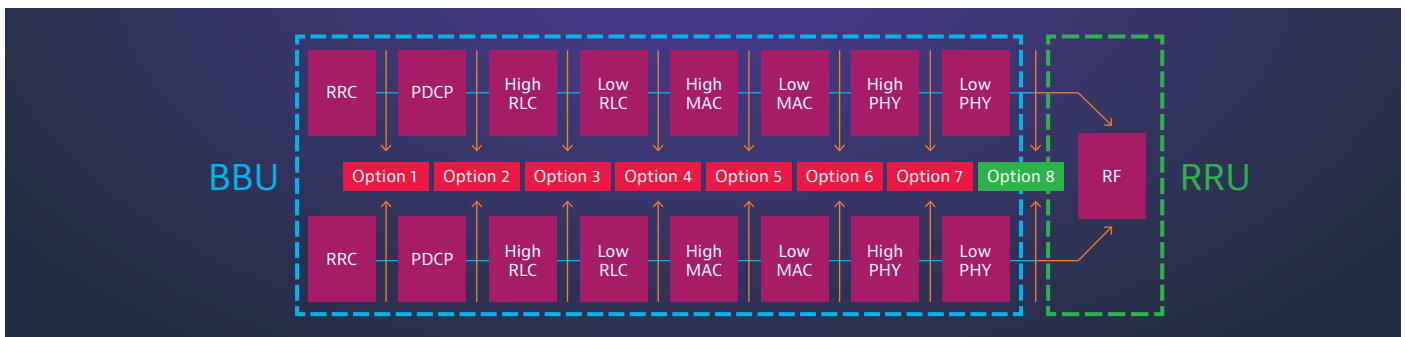 RRC
PDCP
High
RLC
Low
RLC
High
MAC
Low
MAC
High
PHY
Low
PHY
BBU
Option 1
Option 2
Option 3
Option 4
Option 5
Option 6
Option 7
Option 8
RF
RRU
RRC
PDCP
High
RLC
Low
RLC
High
MAC
Low
MAC
High
PHY
Low
PHY